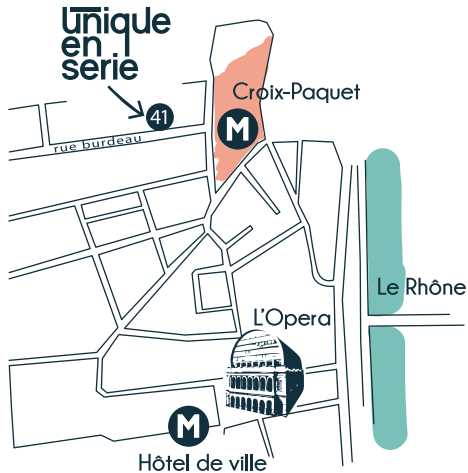 unique
en
serie
Croix-Paquet
M
41
rue burdeau
Le Rhône
L'Opera
M
Hôtel de ville